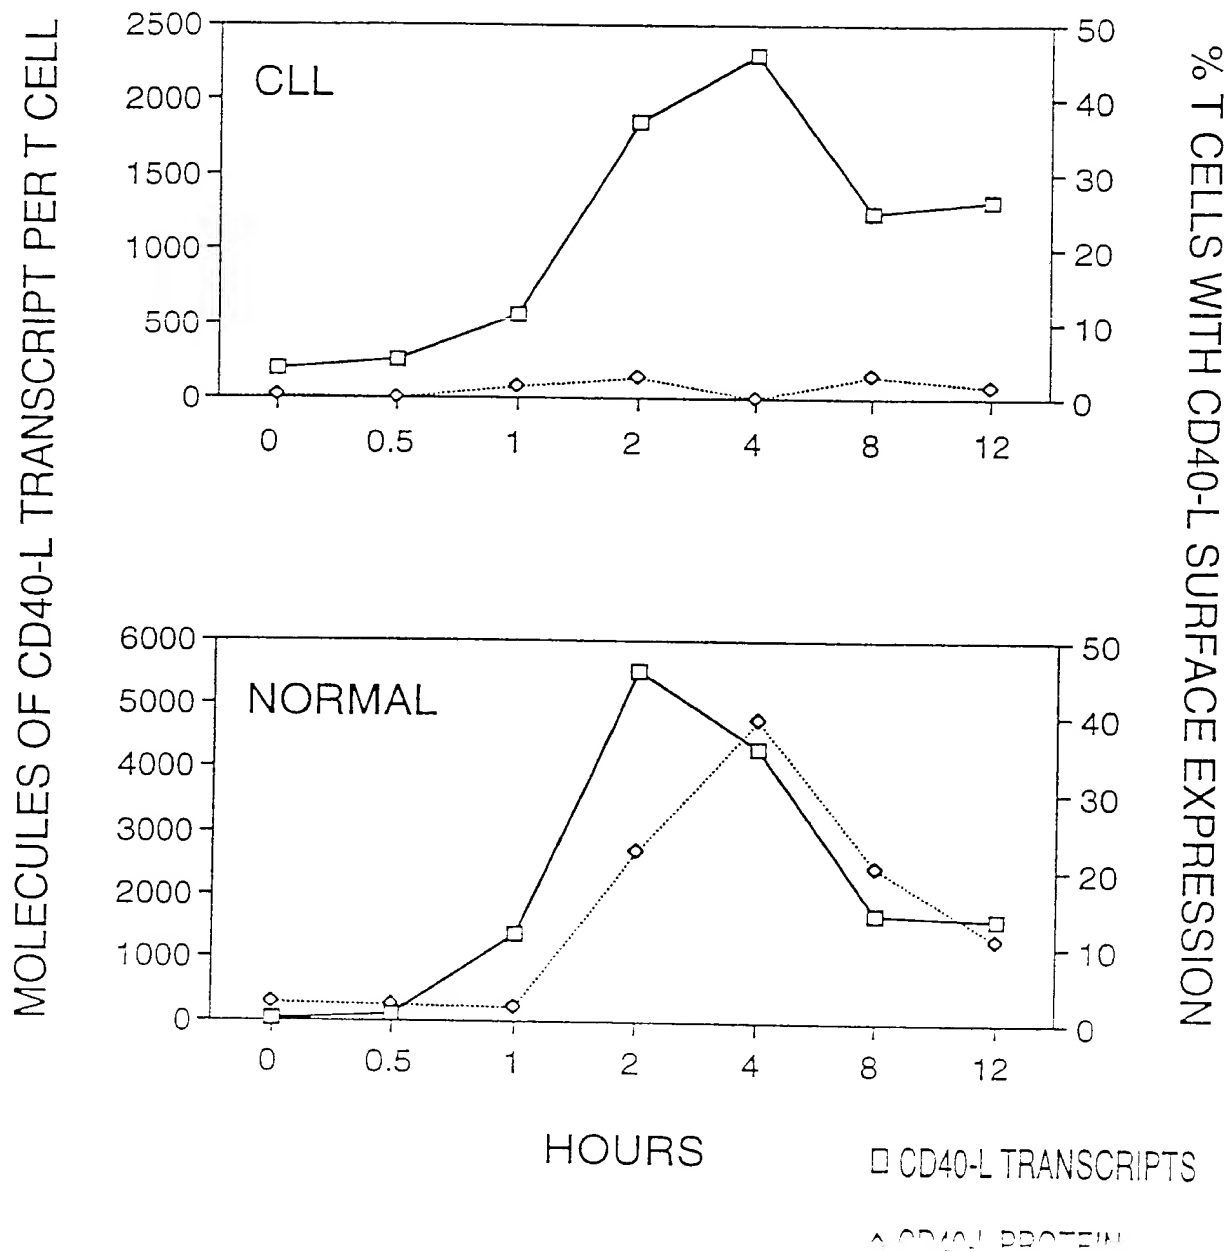 MOLECULES OF CD40-L TRANSCRIPT PER T CELL
2500
2000
1500
1000
500
0
CLL
50
40
30
20
10
0
0 0.5 1 2 4 8 12
6000
5000
4000
3000
2000
1000
0
NORMAL
50
40
30
20
10
0
0 0.5 1 2 4 8 12
% T CELLS WITH CD40-L SURFACE EXPRESSION
HOURS
CD40-L TRANSCRIPTS
CD40-L PROTEIN